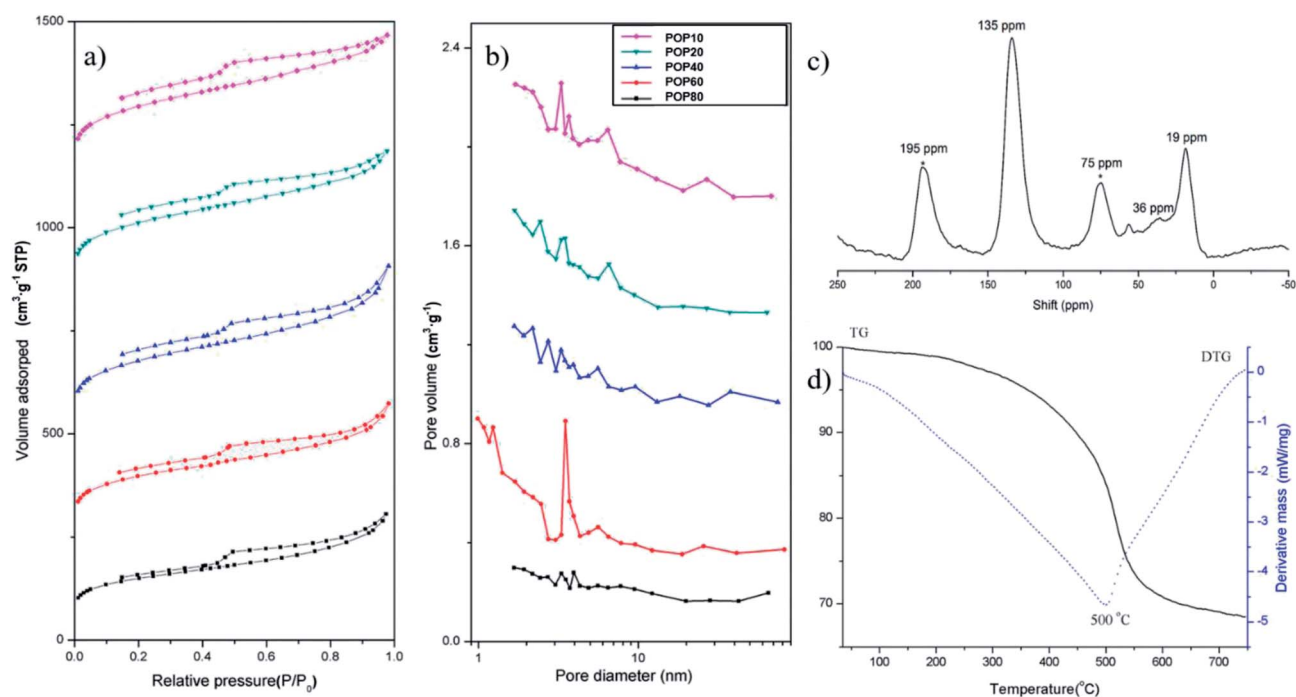 a)
1500
1000
500
0
0.0 0.2 0.4 0.6 0.8 1.0
Volume adsorped (cm³·g⁻¹ STP)
Relative pressure(P/P₀)
b)
POP10
POP20
POP40
POP60
POP80
2.4
1.6
0.8
0.0
1 10
Pore volume (cm³·g⁻¹)
Pore diameter (nm)
c)
195 ppm
135 ppm
75 ppm
36 ppm
19 ppm
*
*
250 200 150 100 50 0 -50
Shift (ppm)
d)
TG
DTG
100
90
80
70
0
-1
-2
-3
-4
-5
Derivative mass (mW/mg)
500 °C
100 200 300 400 500 600 700
Temperature(°C)